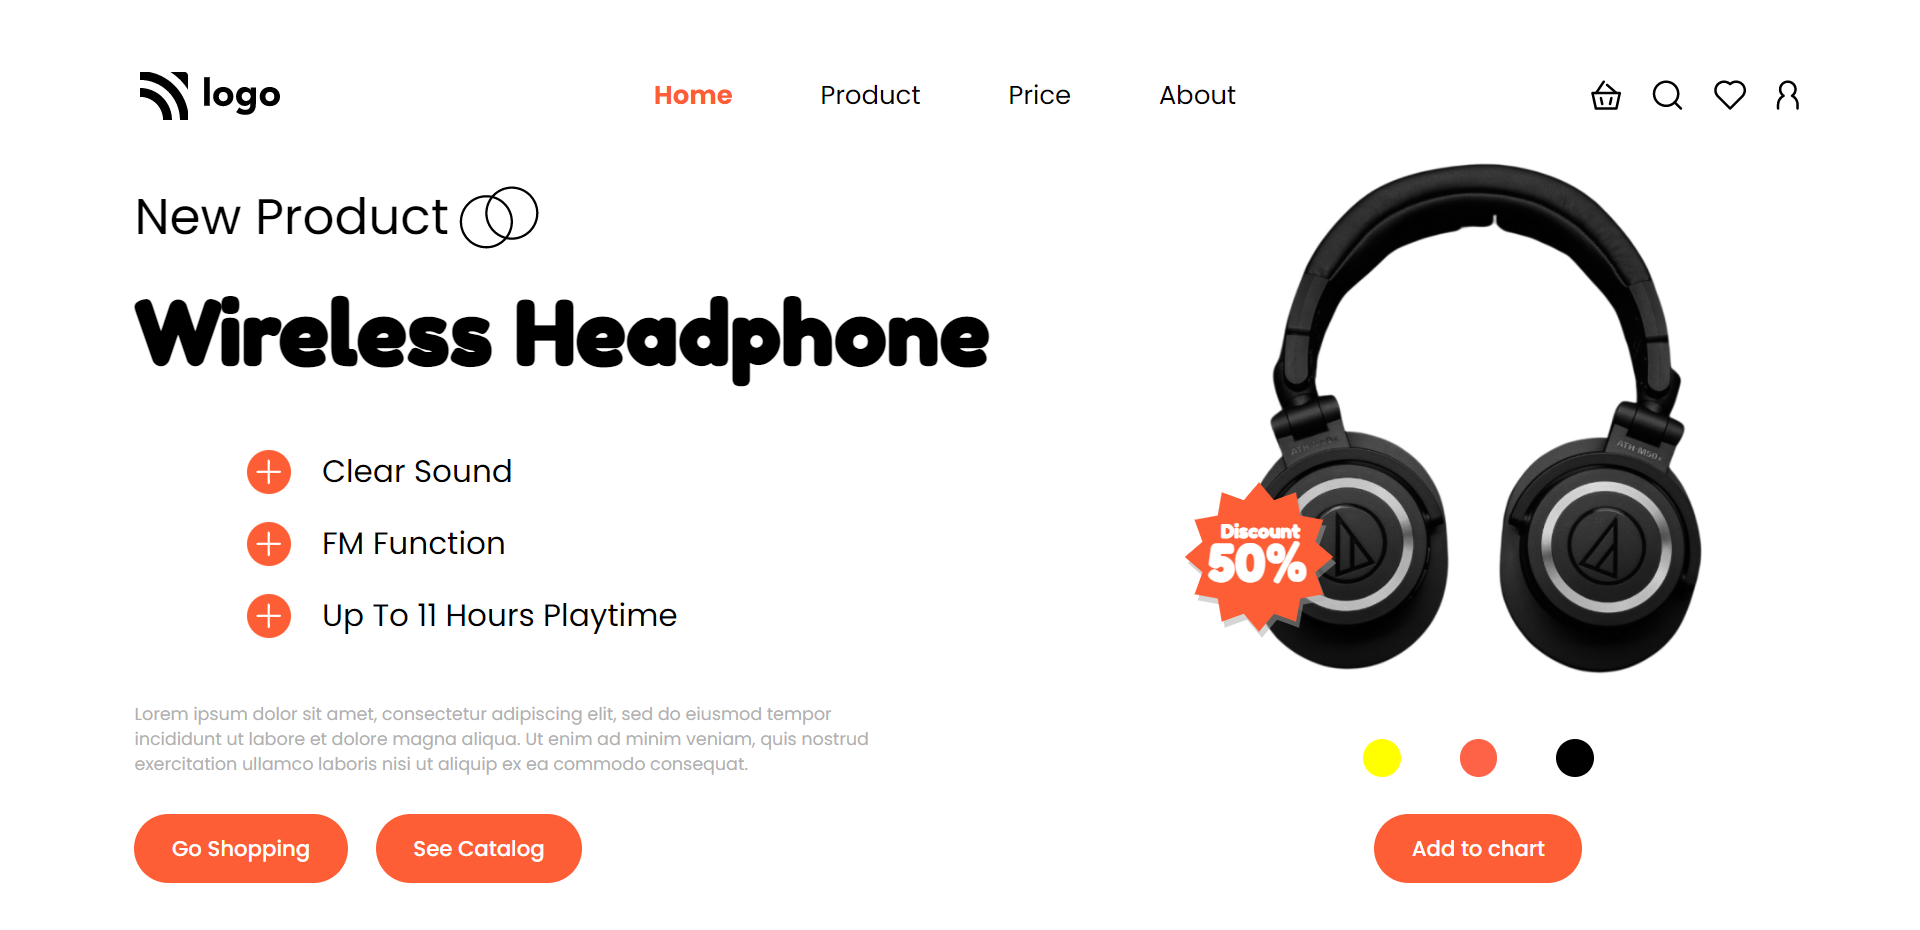 logo
Home
Product
Price
About
New Product
Wireless Headphone
Clear Sound
FM Function
Up To 11 Hours Playtime
Lorem ipsum dolor sit amet, consectetur adipiscing elit, sed do eiusmod tempor
incididunt ut labore et dolore magna aliqua. Ut enim ad minim veniam, quis nostrud
exercitation ullamco laboris nisi ut aliquip ex ea commodo consequat.
Go Shopping
See Catalog
ATH-M50x
Discount
50%
Add to chart